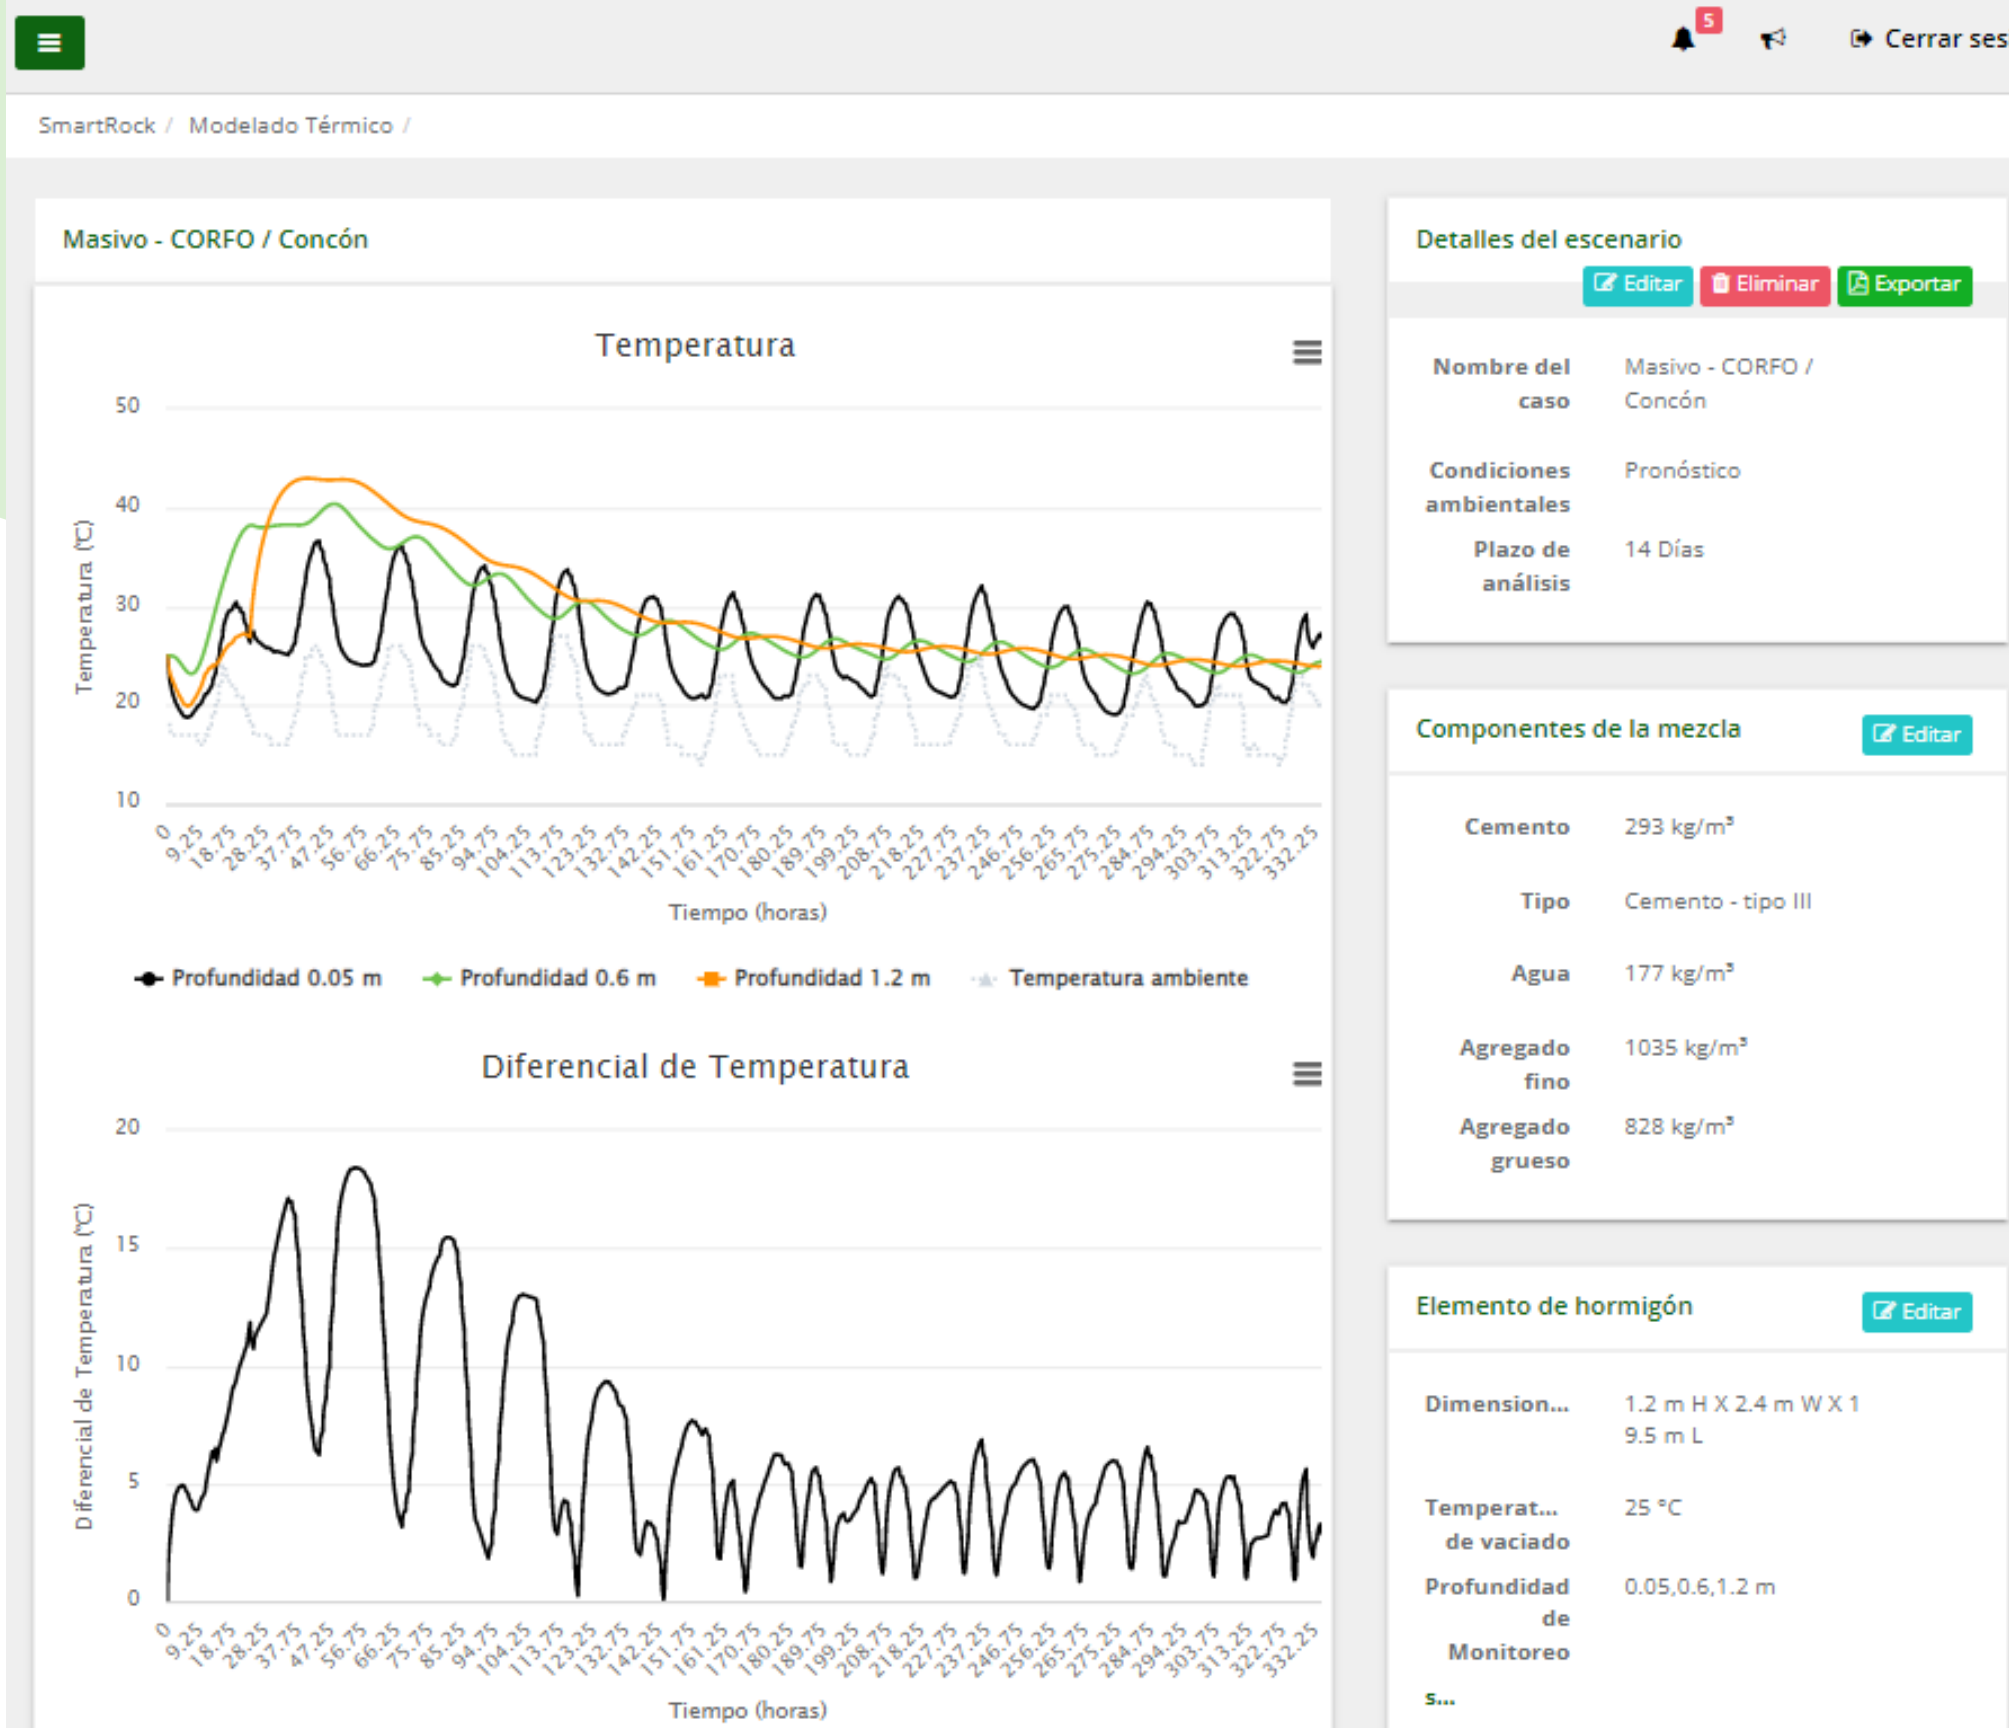 5
Cerrar ses
SmartRock / Modelado Térmico /
Masivo - CORFO / Concón
Temperatura
50
40
30
20
10
Temperatura (°C)
0 9.25 18.75 28.25 37.75 47.25 56.75 66.25 75.75 85.25 94.75 104.25 113.75 123.25 132.75 142.25 151.75 161.25 170.75 180.25 189.75 199.25 208.75 218.25 227.75 237.25 246.75 256.25 265.75 275.25 284.75 294.25 303.75 313.25 322.75 332.25
Tiempo (horas)
Profundidad 0.05 m Profundidad 0.6 m Profundidad 1.2 m Temperatura ambiente
Diferencial de Temperatura
20
15
10
5
0
Diferencial de Temperatura (°C)
0 9.25 18.75 28.25 37.75 47.25 56.75 66.25 75.75 85.25 94.75 104.25 113.75 123.25 132.75 142.25 151.75 161.25 170.75 180.25 189.75 199.25 208.75 218.25 227.75 237.25 246.75 256.25 265.75 275.25 284.75 294.25 303.75 313.25 322.75 332.25
Tiempo (horas)
Detalles del escenario
Editar Eliminar Exportar
Nombre del Masivo - CORFO /
caso Concón
Condiciones Pronóstico
ambientales
Plazo de 14 Días
análisis
Componentes de la mezcla Editar
Cemento 293 kg/m³
Tipo Cemento - tipo III
Agua 177 kg/m³
Agregado 1035 kg/m³
fino
Agregado 828 kg/m³
grueso
Elemento de hormigón Editar
Dimension... 1.2 m H X 2.4 m W X 1
9.5 m L
Temperat... 25 °C
de vaciado
Profundidad 0.05,0.6,1.2 m
de
Monitoreo
s...